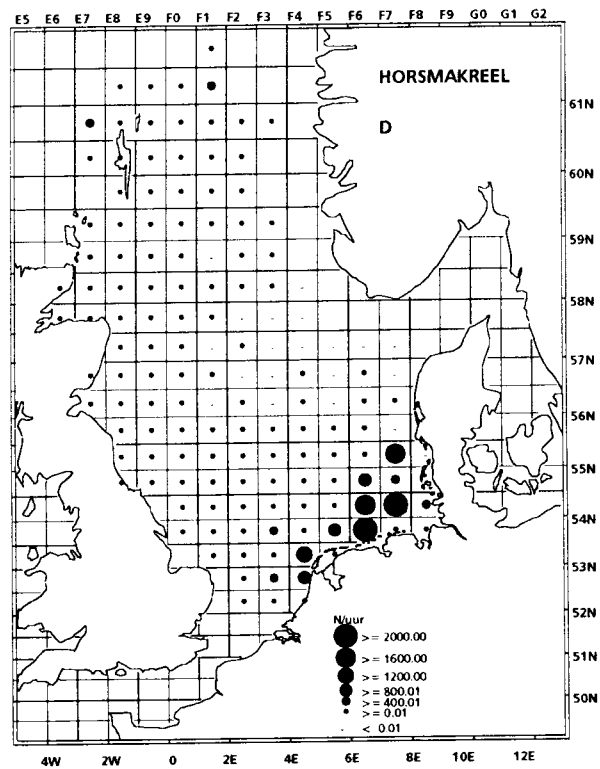 E5 E6 E7 E8 E9 F0 F1 F2 F3 F4 F5 F6 F7 F8 F9 G0 G1 G2
HORSMAKREEL
D
61N
60N
59N
58N
57N
56N
55N
54N
53N
52N
51N
50N
N/uur
>= 2000.00
>= 1600.00
>= 1200.00
>= 800.01
>= 400.01
>= 0.01
< 0.01
4W 2W 0 2E 4E 6E 8E 10E 12E